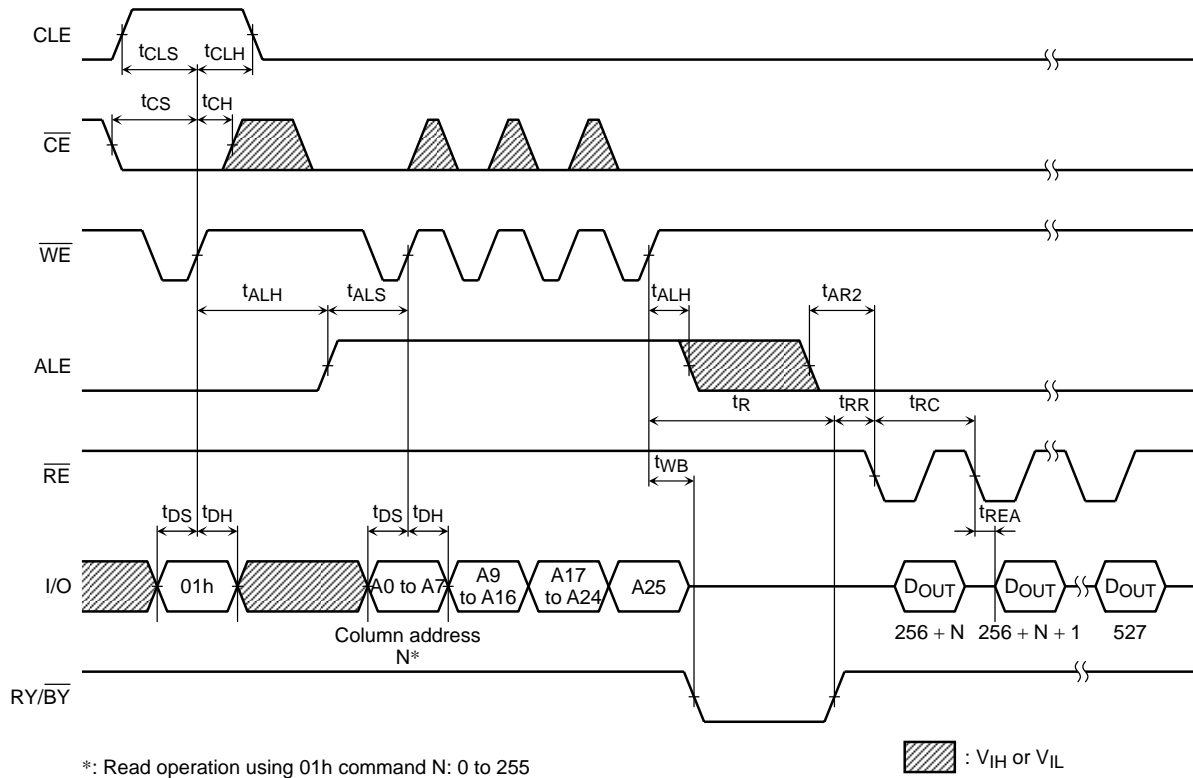 CLE
tCLS tCLH
tCS tCH
CE
WE
tALH tALS tALH tAR2
ALE
tR tRR tRC
RE
tWB
tDS tDH tDS tDH tREA
I/O 01h A0 to A7 A9 to A16 A17 to A24 A25 DOUT DOUT DOUT
256 + N 256 + N + 1 527
Column address
N*
RY/BY
*: Read operation using 01h command N: 0 to 255
: VIH or VIL